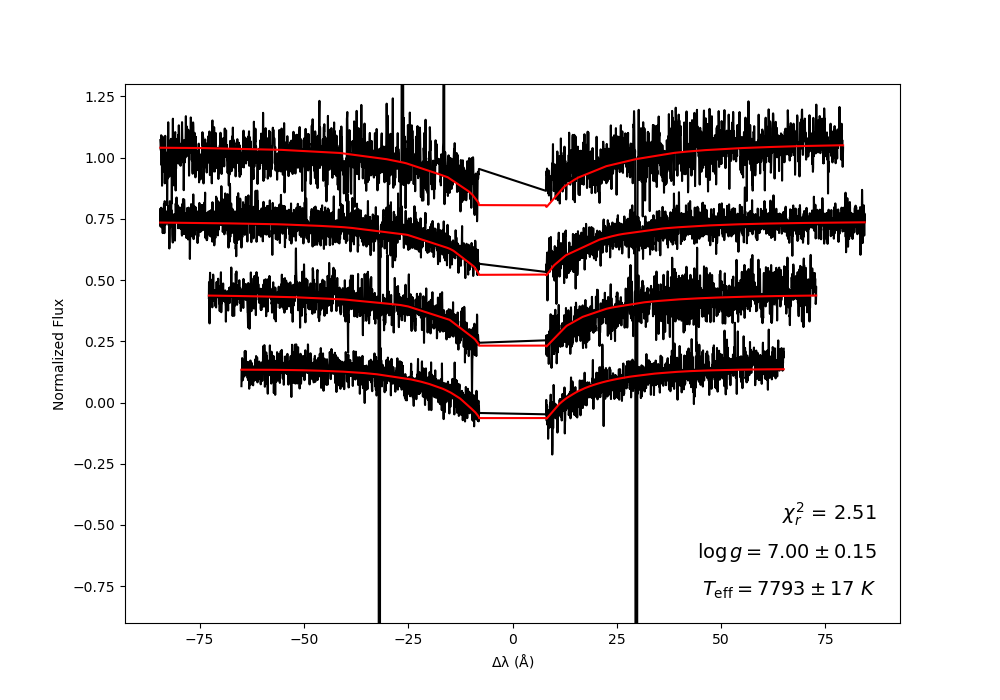 1.25
1.00
0.75
0.50
0.25
0.00
−0.25
−0.50
−0.75
Normalized Flux
χ²ᵣ = 2.51
log g = 7.00 ± 0.15
T_eff = 7793 ± 17 K
−75 −50 −25 0 25 50 75
Δλ (Å)